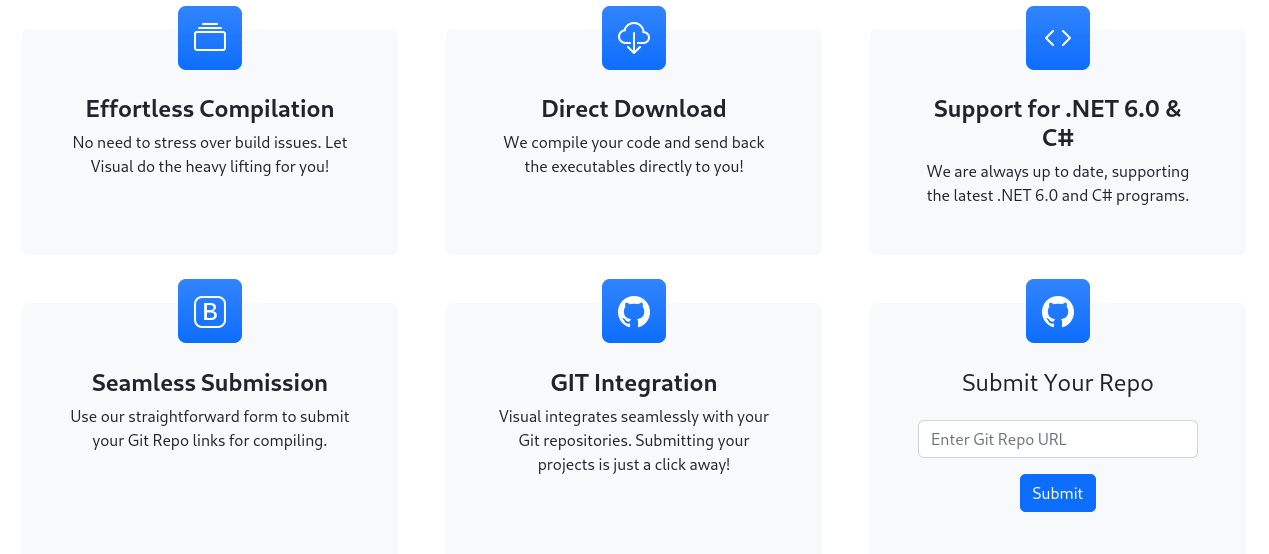 Effortless Compilation
No need to stress over build issues. Let
Visual do the heavy lifting for you!
Direct Download
We compile your code and send back
the executables directly to you!
Support for .NET 6.0 &
C#
We are always up to date, supporting
the latest .NET 6.0 and C# programs.
B
Seamless Submission
Use our straightforward form to submit
your Git Repo links for compiling.
GIT Integration
Visual integrates seamlessly with your
Git repositories. Submitting your
projects is just a click away!
Submit Your Repo
Enter Git Repo URL
Submit